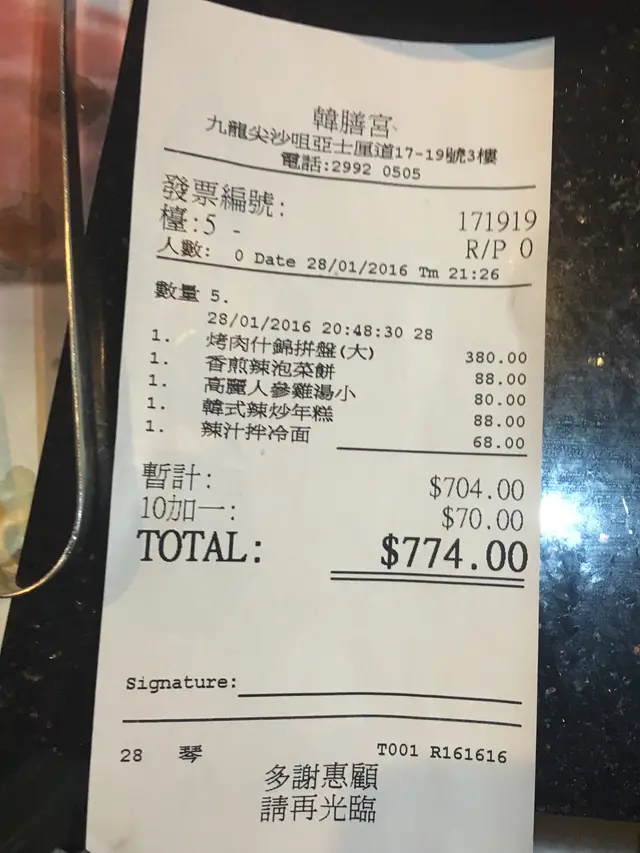 韓膳宮
九龍尖沙咀亞士厘道17-19號3樓
電話:2992 0505
發票編號: 171919
檯:5 - R/P 0
人數: 0 Date 28/01/2016 Tm 21:26
數量 5.
28/01/2016 20:48:30 28
1. 烤肉什錦拼盤(大) 380.00
1. 香煎辣泡菜餅 88.00
1. 高麗人參雞湯小 80.00
1. 韓式辣炒年糕 88.00
1. 辣汁拌冷面 68.00
暫計: $704.00
10加一: $70.00
TOTAL: $774.00
Signature:
28 琴 T001 R161616
多謝惠顧
請再光臨